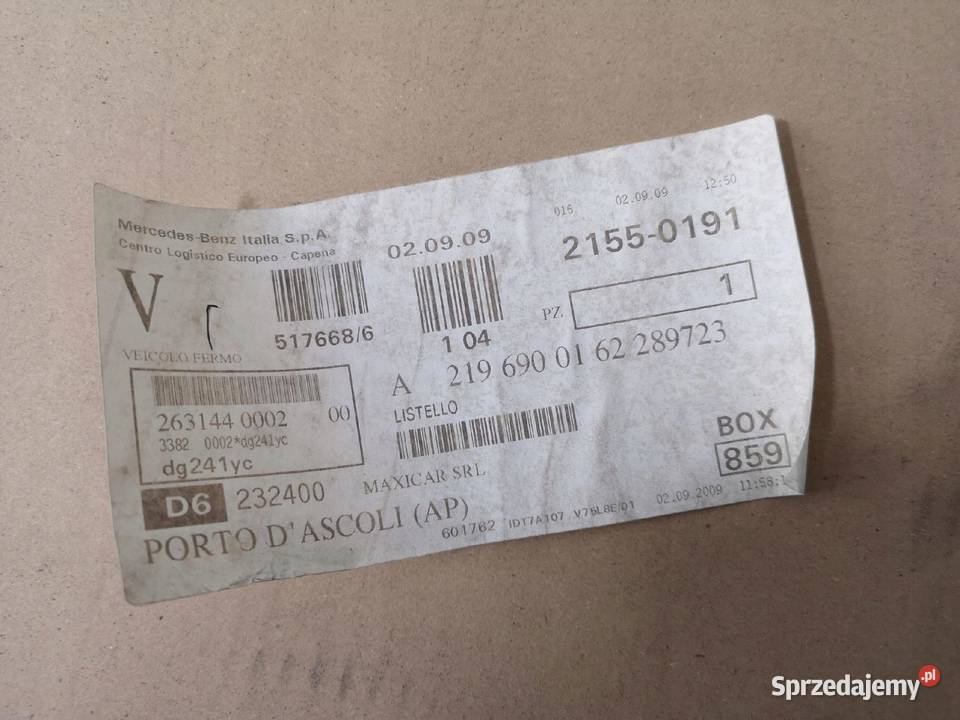 Mercedes-Benz Italia S.p.A.
Centro Logistico Europeo - Capena
02.09.09
015 02.09.09 12:50
2155-0191
V
517668/6
1 04
PZ 1
VEICOLO FERMO
A 219 690 01 62 289723
263144 0002 00
3382 0002*dg241yc
dg241yc
LISTELLO
BOX
859
D6 232400
MAXICAR SRL
PORTO D'ASCOLI (AP)
601762 IDT7A107 V75L8E/01 02.09.2009 12:58:1
Sprzedajemy.pl